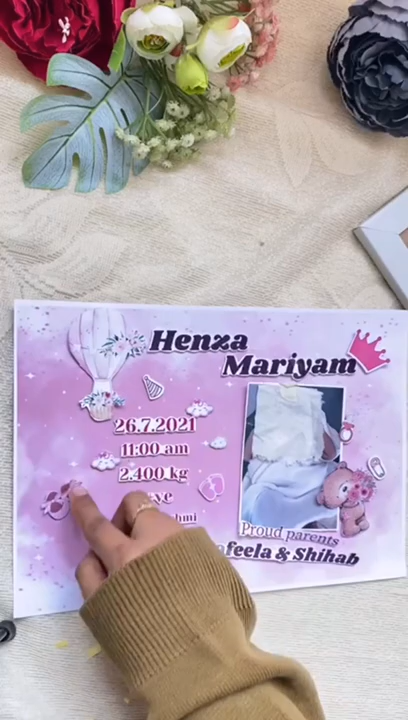 Henza
Mariyam
26.7.2021
11:00 am
2.400 kg
Proud parents
& Shihab